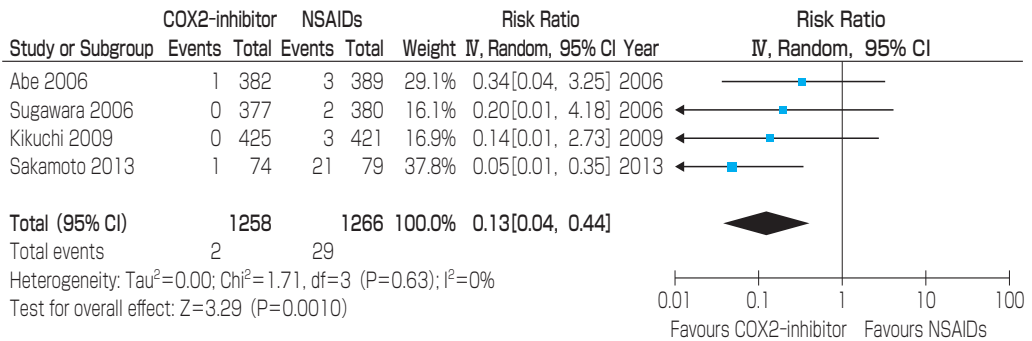 COX2-inhibitor NSAIDs Risk Ratio Risk Ratio
Study or Subgroup Events Total Events Total Weight IV, Random, 95% CI Year IV, Random, 95% CI
Abe 2006 1 382 3 389 29.1% 0.34[0.04, 3.25] 2006
Sugawara 2006 0 377 2 380 16.1% 0.20[0.01, 4.18] 2006
Kikuchi 2009 0 425 3 421 16.9% 0.14[0.01, 2.73] 2009
Sakamoto 2013 1 74 21 79 37.8% 0.05[0.01, 0.35] 2013
Total (95% CI) 1258 1266 100.0% 0.13[0.04, 0.44]
Total events 2 29
Heterogeneity: Tau²=0.00; Chi²=1.71, df=3 (P=0.63); I²=0%
Test for overall effect: Z=3.29 (P=0.0010)
0.01 0.1 1 10 100
Favours COX2-inhibitor Favours NSAIDs